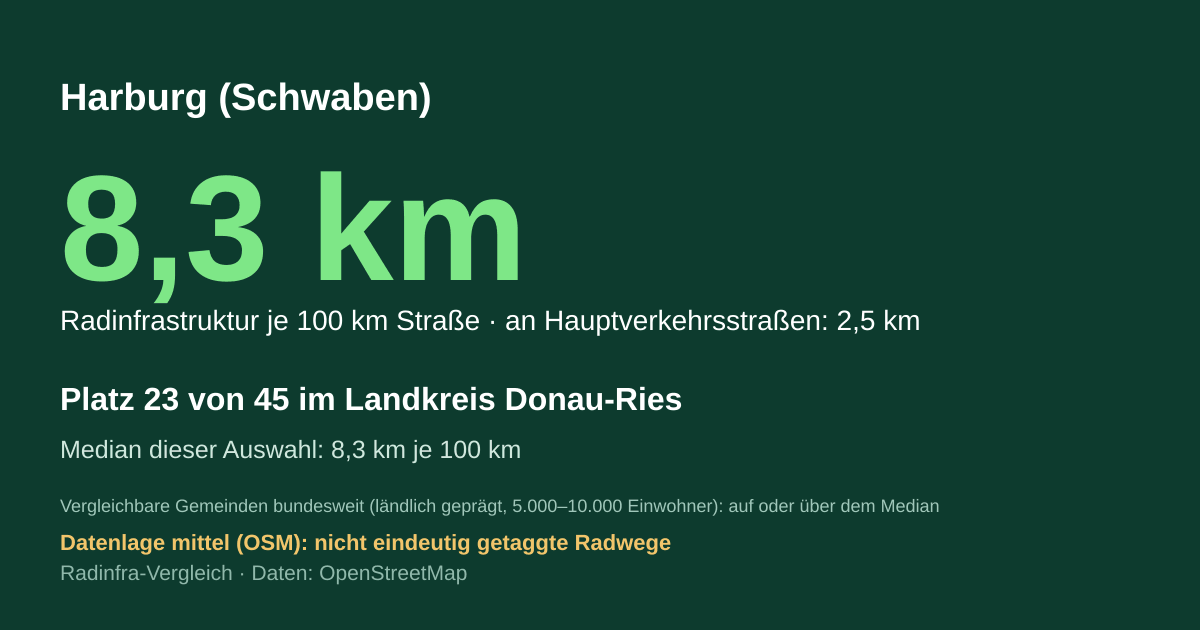 Harburg (Schwaben)
8,3 km
Radinfrastruktur je 100 km Straße · an Hauptverkehrsstraßen: 2,5 km
Platz 23 von 45 im Landkreis Donau-Ries
Median dieser Auswahl: 8,3 km je 100 km
Vergleichbare Gemeinden bundesweit (ländlich geprägt, 5.000–10.000 Einwohner): auf oder über dem Median
Datenlage mittel (OSM): nicht eindeutig getaggte Radwege
Radinfra-Vergleich · Daten: OpenStreetMap